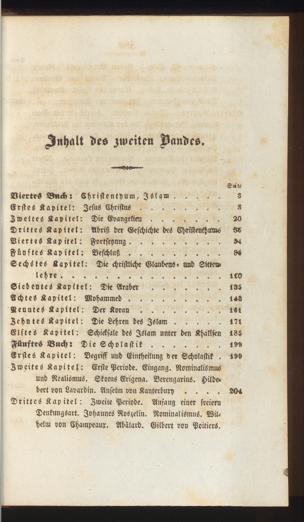 Inhalt des zweiten Bandes.
Seite
Viertes Buch: Christenthum, Islam . . . . . . 3
Erstes Kapitel: Jesus Christus . . . . . . . . 3
Zweites Kapitel: Die Evangelien . . . . . . . 20
Drittes Kapitel: Abriß der Geschichte des Christenthums 36
Viertes Kapitel: Fortsetzung . . . . . . . . 54
Fünftes Kapitel: Beschluß . . . . . . . . .
Sechstes Kapitel: Die christliche Glaubens- und Sitten-
lehre . . . . . . . . . . . . . . 110
Siebentes Kapitel: Die Araber . . . . . . . 135
Achtes Kapitel: Mohammed . . . . . . . . 143
Neuntes Kapitel: Der Koran . . . . . . . . 161
Zehntes Kapitel: Die Lehren des Islam . . . . . 171
Elftes Kapitel: Schicksale des Islam unter den Khalifen 185
Fünftes Buch: Die Scholastik . . . . . . . . 199
Erstes Kapitel: Begriff und Eintheilung der Scholastik . 199
Zweites Kapitel: Erste Periode. Eingang. Nominalismus
und Realismus. Skotus Erigena. Berengarius. Hilde-
bert von Lavardin. Anselm von Kanterbury . . . . 204
Drittes Kapitel: Zweite Periode. Anfang einer freiern
Denkungsart. Johannes Roszelin. Nominalismus. Wil-
helm von Champeaux. Abälard. Gilbert von Poitiers.